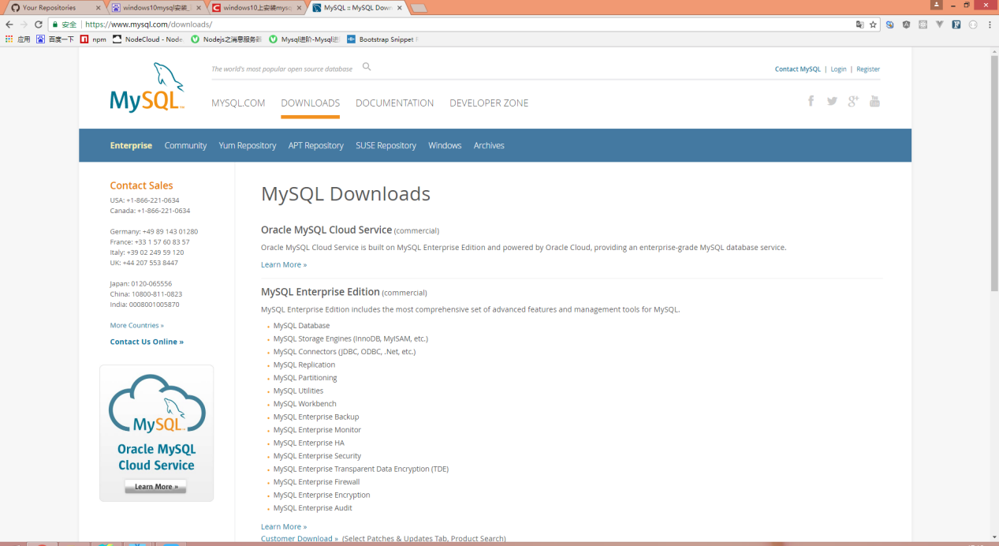 Your Repositories
windows10mysql安装_
windows10上安装myso
MySQL :: MySQL Down
安全 | https://www.mysql.com/downloads/
应用 百度一下 npm NodeCloud - Node Nodejs之消息服务器 Mysql进阶-Mysql进 Bootstrap Snippet
The world's most popular open source database
Contact MySQL | Login | Register
MySQL
MYSQL.COM DOWNLOADS DOCUMENTATION DEVELOPER ZONE
Enterprise Community Yum Repository APT Repository SUSE Repository Windows Archives
Contact Sales
USA: +1-866-221-0634
Canada: +1-866-221-0634
Germany: +49 89 143 01280
France: +33 1 57 60 83 57
Italy: +39 02 249 59 120
UK: +44 207 553 8447
Japan: 0120-065556
China: 10800-811-0823
India: 0008001005870
More Countries »
Contact Us Online »
MySQL
Oracle MySQL
Cloud Service
Learn More »
MySQL Downloads
Oracle MySQL Cloud Service (commercial)
Oracle MySQL Cloud Service is built on MySQL Enterprise Edition and powered by Oracle Cloud, providing an enterprise-grade MySQL database service.
Learn More »
MySQL Enterprise Edition (commercial)
MySQL Enterprise Edition includes the most comprehensive set of advanced features and management tools for MySQL.
MySQL Database
MySQL Storage Engines (InnoDB, MyISAM, etc.)
MySQL Connectors (JDBC, ODBC, .Net, etc.)
MySQL Replication
MySQL Partitioning
MySQL Utilities
MySQL Workbench
MySQL Enterprise Backup
MySQL Enterprise Monitor
MySQL Enterprise HA
MySQL Enterprise Security
MySQL Enterprise Transparent Data Encryption (TDE)
MySQL Enterprise Firewall
MySQL Enterprise Encryption
MySQL Enterprise Audit
Learn More »
Customer Download » (Select Patches & Updates Tab, Product Search)